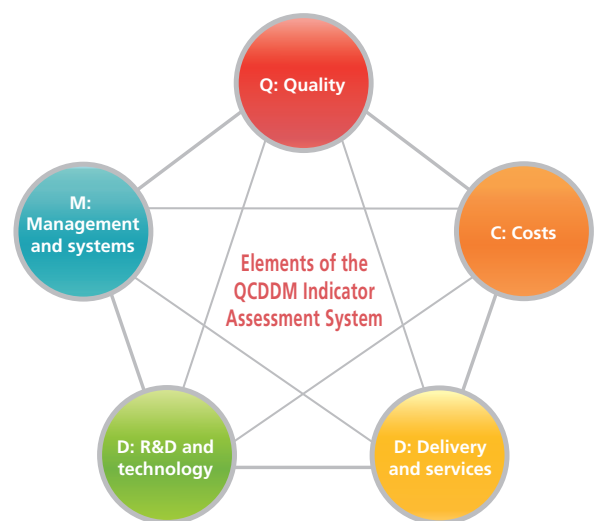 Q: Quality
M:
Management
and systems
C: Costs
Elements of the
QCDDM Indicator
Assessment System
D: R&D and
technology
D: Delivery
and services